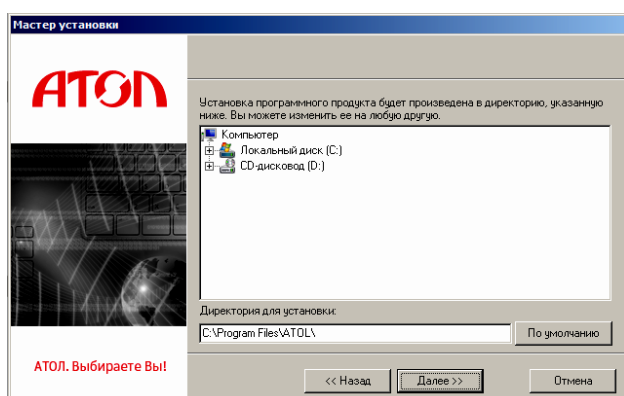 Мастер установки
АТОЛ
Установка программного продукта будет произведена в директорию, указанную
ниже. Вы можете изменить ее на любую другую.
Компьютер
Локальный диск (C:)
CD-дисковод (D:)
Директория для установки:
C:\Program Files\ATOL\
По умолчанию
АТОЛ. Выбираете Вы!
<< Назад
Далее >>
Отмена